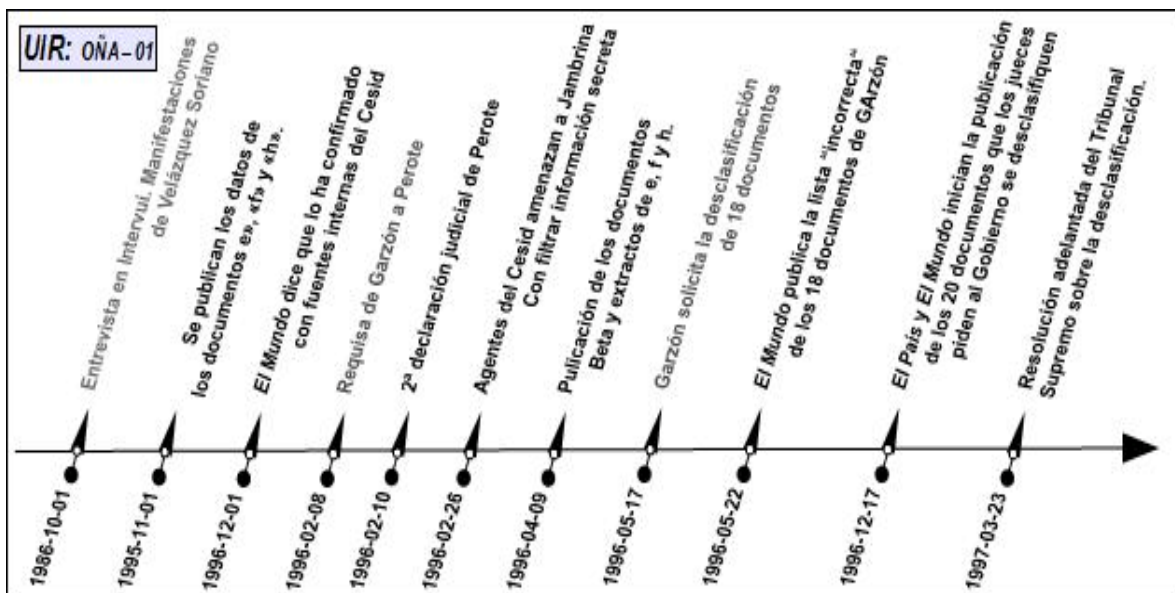 UIR: OÑA-01
Entrevista en Interviú. Manifestaciones
de Velázquez Soriano
Se publican los datos de
los documentos e», «f» y «h».
El Mundo dice que lo ha confirmado
con fuentes internas del Cesid
Requisa de Garzón a Perote
2ª declaración judicial de Perote
Agentes del Cesid amenazan a Jambrina
Con filtrar información secreta
Pulicación de los documentos
Beta y extractos de e, f y h.
Garzón solicita la desclasificación
de 18 documentos
El Mundo publica la lista "incorrecta"
de los 18 documentos de GArzón
El País y El Mundo inician la publicación
de los 20 documentos que los jueces
piden al Gobierno se desclasifiquen
Resolución adelantada del Tribunal
Supremo sobre la desclasificación.
1986-10-01
1995-11-01
1996-12-01
1996-02-08
1996-02-10
1996-02-26
1996-04-09
1996-05-17
1996-05-22
1996-12-17
1997-03-23